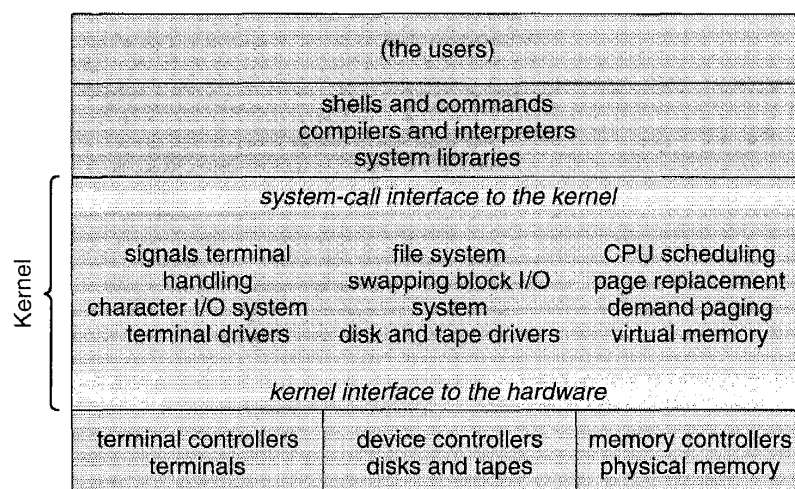 (the users)
shells and commands
compilers and interpreters
system libraries
system-call interface to the kernel
Kernel
signals terminal
handling
character I/O system
terminal drivers
file system
swapping block I/O
system
disk and tape drivers
CPU scheduling
page replacement
demand paging
virtual memory
kernel interface to the hardware
terminal controllers
terminals
device controllers
disks and tapes
memory controllers
physical memory